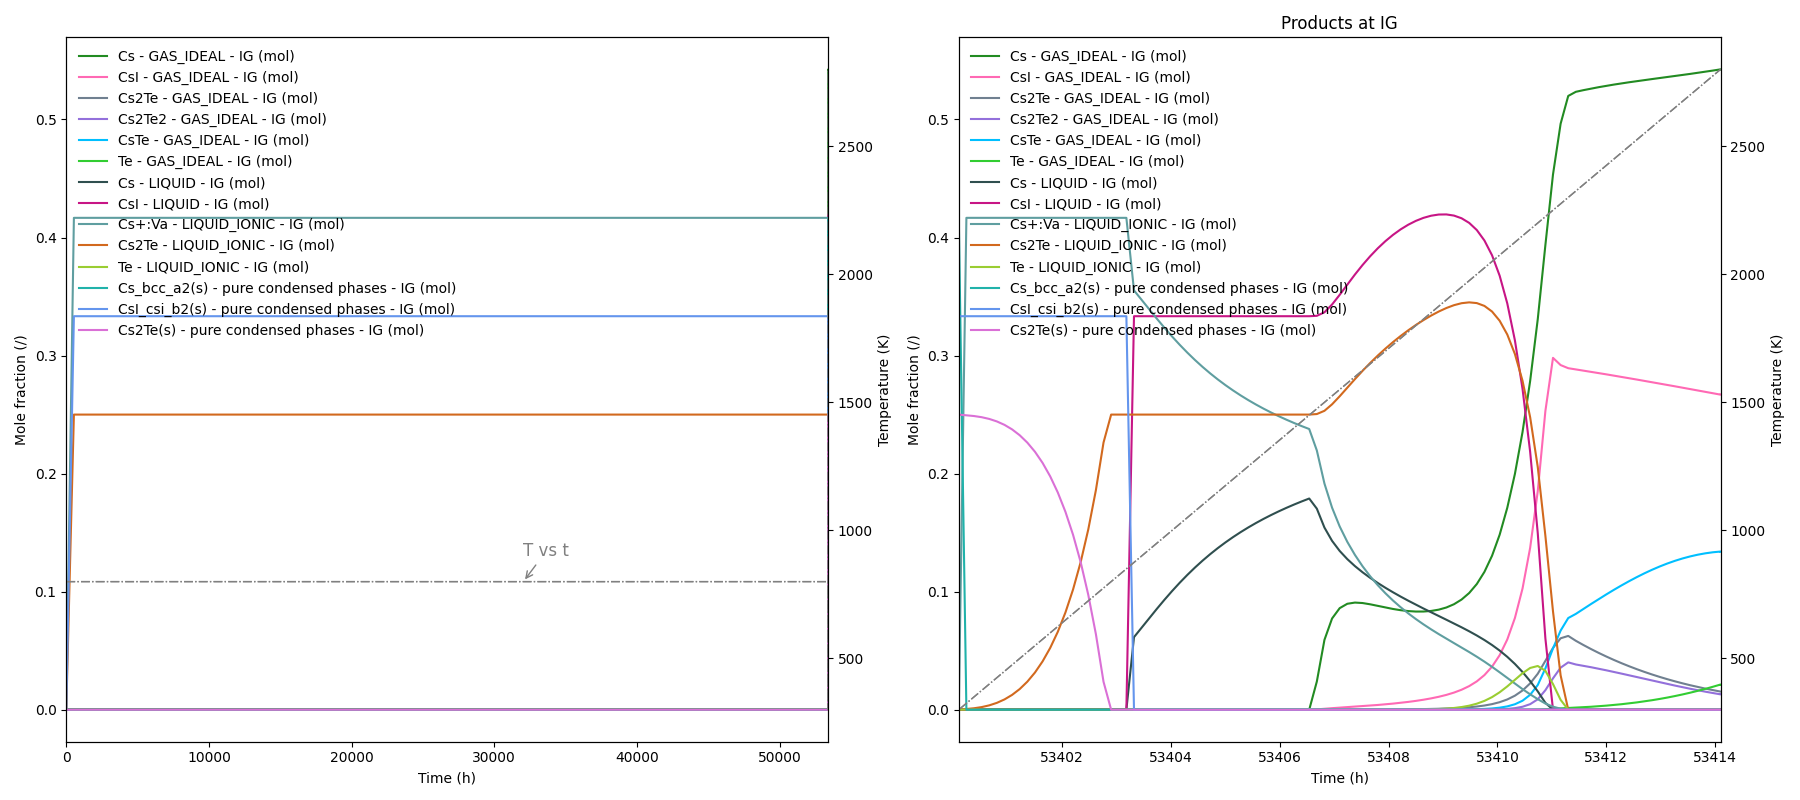 Products at IG
Cs - GAS_IDEAL - IG (mol)
CsI - GAS_IDEAL - IG (mol)
Cs2Te - GAS_IDEAL - IG (mol)
Cs2Te2 - GAS_IDEAL - IG (mol)
CsTe - GAS_IDEAL - IG (mol)
Te - GAS_IDEAL - IG (mol)
Cs - LIQUID - IG (mol)
CsI - LIQUID - IG (mol)
Cs+:Va - LIQUID_IONIC - IG (mol)
Cs2Te - LIQUID_IONIC - IG (mol)
Te - LIQUID_IONIC - IG (mol)
Cs_bcc_a2(s) - pure condensed phases - IG (mol)
CsI_csi_b2(s) - pure condensed phases - IG (mol)
Cs2Te(s) - pure condensed phases - IG (mol)
T vs t
0.5
0.4
0.3
0.2
0.1
0.0
Mole fraction (/)
2500
2000
1500
1000
500
Temperature (K)
0
10000
20000
30000
40000
50000
Time (h)
Cs - GAS_IDEAL - IG (mol)
CsI - GAS_IDEAL - IG (mol)
Cs2Te - GAS_IDEAL - IG (mol)
Cs2Te2 - GAS_IDEAL - IG (mol)
CsTe - GAS_IDEAL - IG (mol)
Te - GAS_IDEAL - IG (mol)
Cs - LIQUID - IG (mol)
CsI - LIQUID - IG (mol)
Cs+:Va - LIQUID_IONIC - IG (mol)
Cs2Te - LIQUID_IONIC - IG (mol)
Te - LIQUID_IONIC - IG (mol)
Cs_bcc_a2(s) - pure condensed phases - IG (mol)
CsI_csi_b2(s) - pure condensed phases - IG (mol)
Cs2Te(s) - pure condensed phases - IG (mol)
0.5
0.4
0.3
0.2
0.1
0.0
Mole fraction (/)
2500
2000
1500
1000
500
Temperature (K)
53402
53404
53406
53408
53410
53412
53414
Time (h)